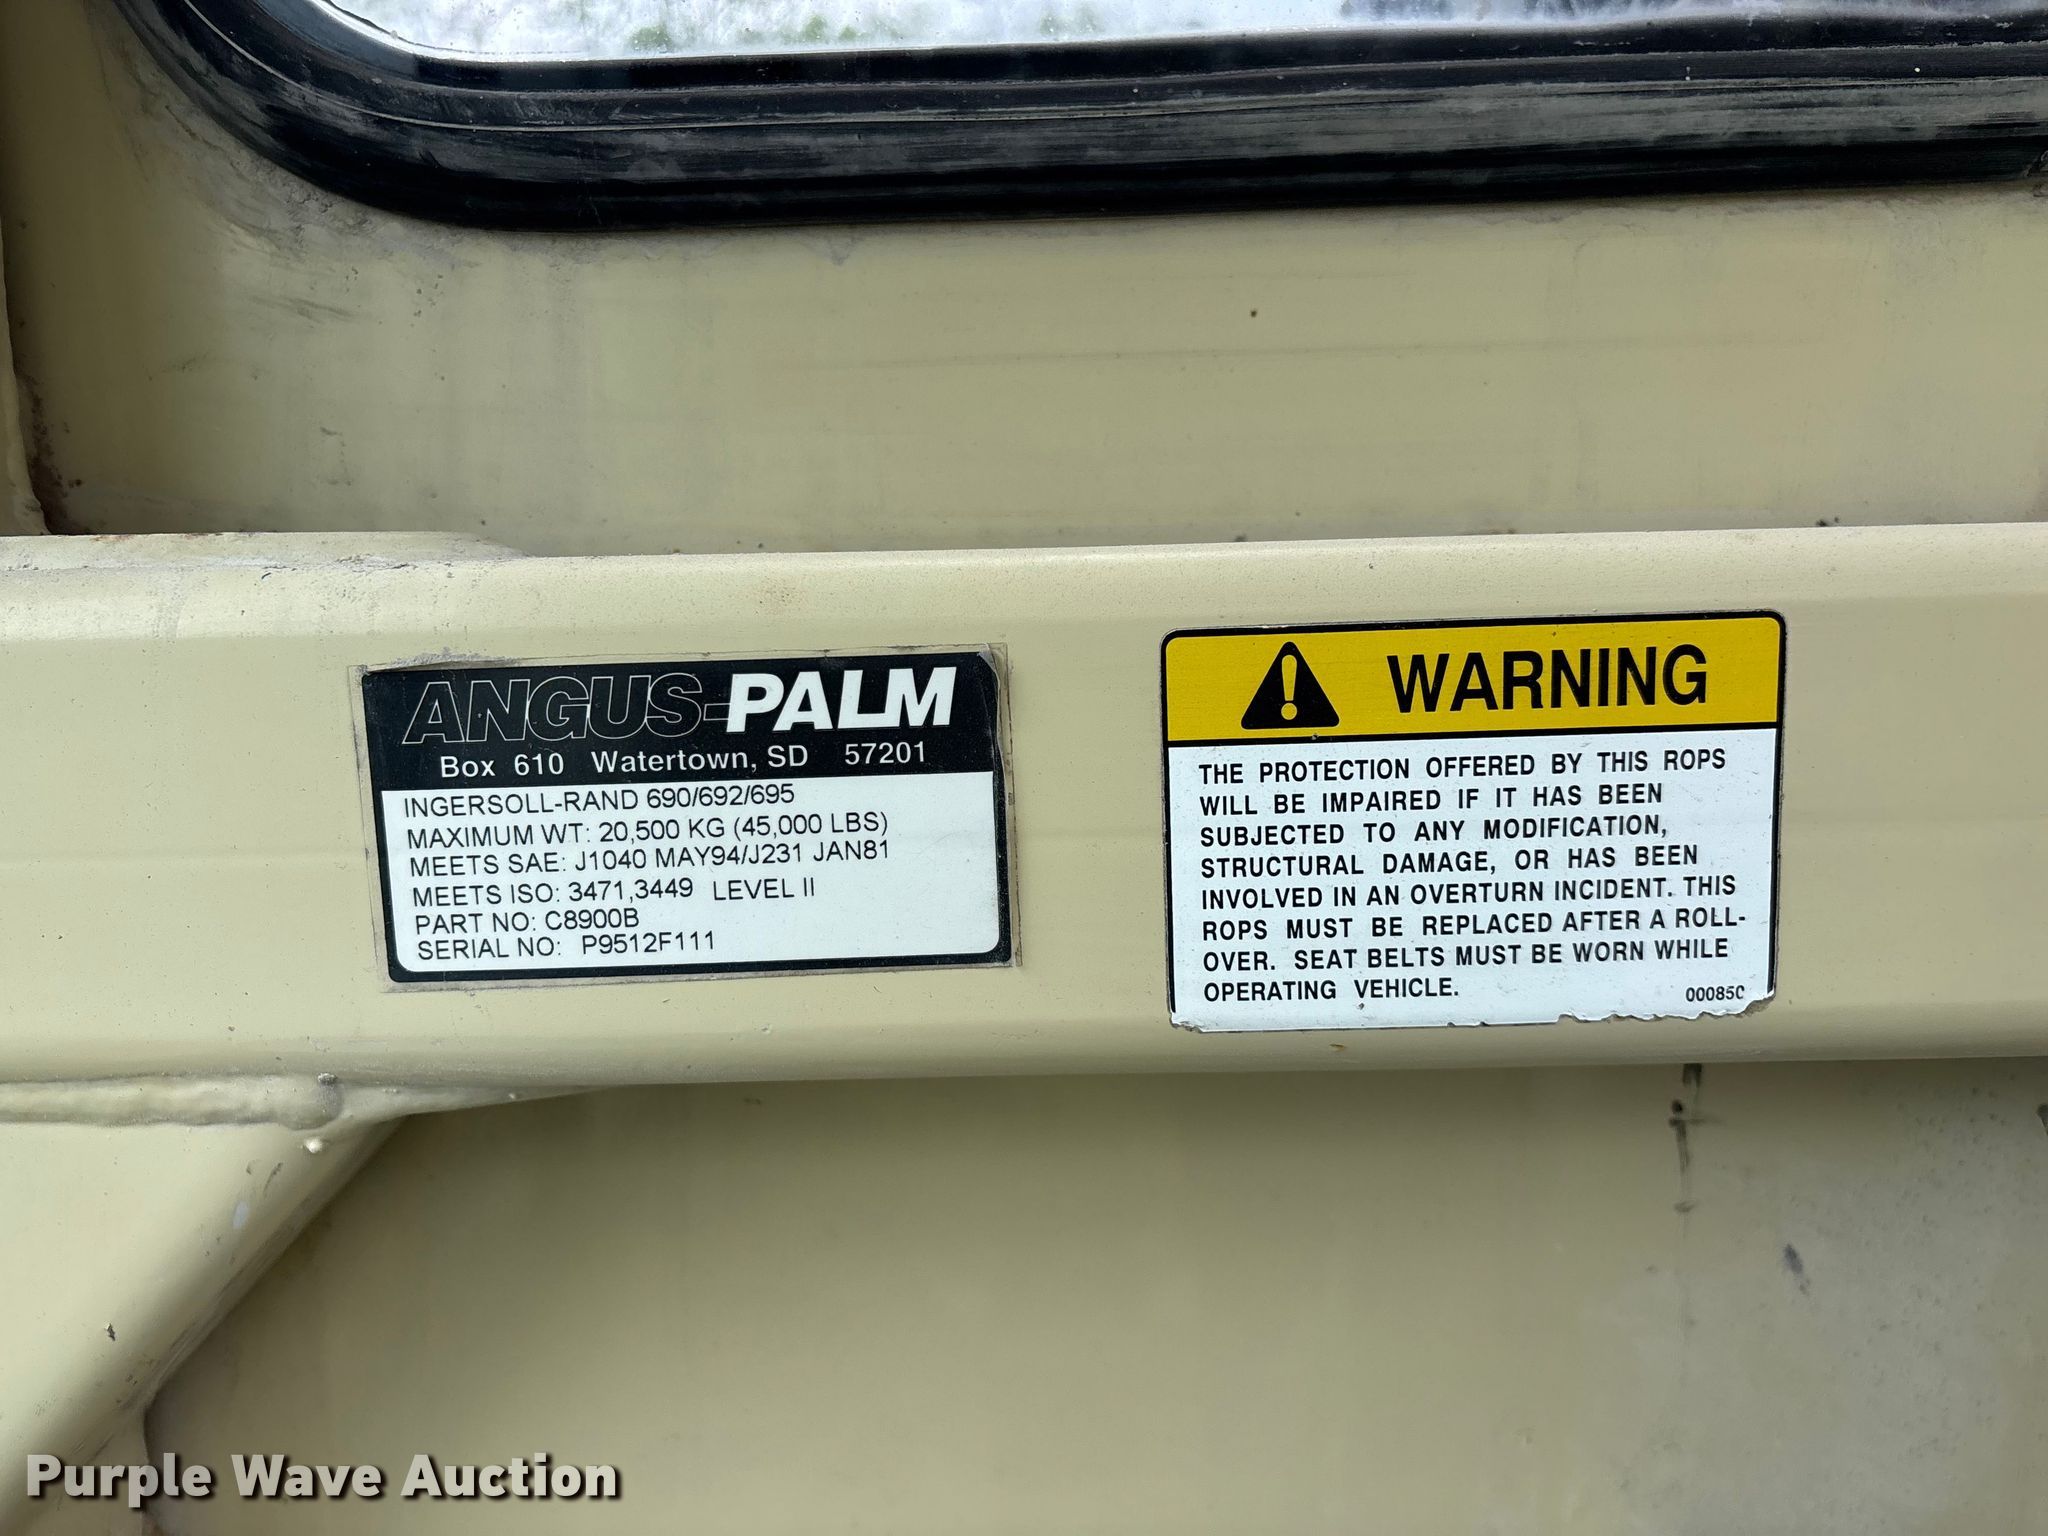 ANGUS-PALM
Box 610 Watertown, SD 57201
INGERSOLL-RAND 690/692/695
MAXIMUM WT: 20,500 KG (45,000 LBS)
MEETS SAE: J1040 MAY94/J231 JAN81
MEETS ISO: 3471,3449 LEVEL II
PART NO: C8900B
SERIAL NO: P9512F111
WARNING
THE PROTECTION OFFERED BY THIS ROPS
WILL BE IMPAIRED IF IT HAS BEEN
SUBJECTED TO ANY MODIFICATION,
STRUCTURAL DAMAGE, OR HAS BEEN
INVOLVED IN AN OVERTURN INCIDENT. THIS
ROPS MUST BE REPLACED AFTER A ROLL-
OVER. SEAT BELTS MUST BE WORN WHILE
OPERATING VEHICLE.
Purple Wave Auction